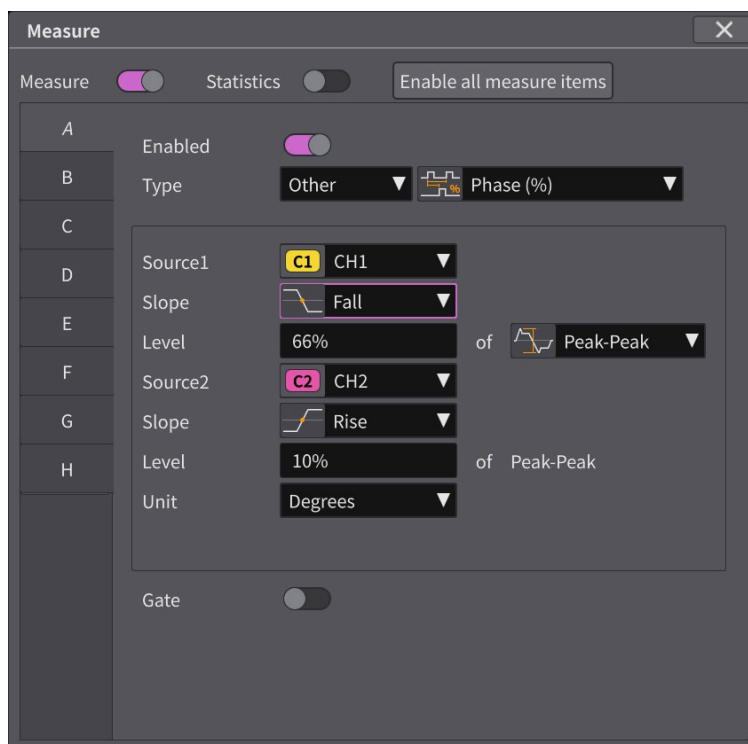 Measure
Measure Statistics Enable all measure items
A
B
C
D
E
F
G
H
Enabled
Type Other % Phase (%)
Source1 C1 CH1
Slope Fall
Level 66% of Peak-Peak
Source2 C2 CH2
Slope Rise
Level 10% of Peak-Peak
Unit Degrees
Gate